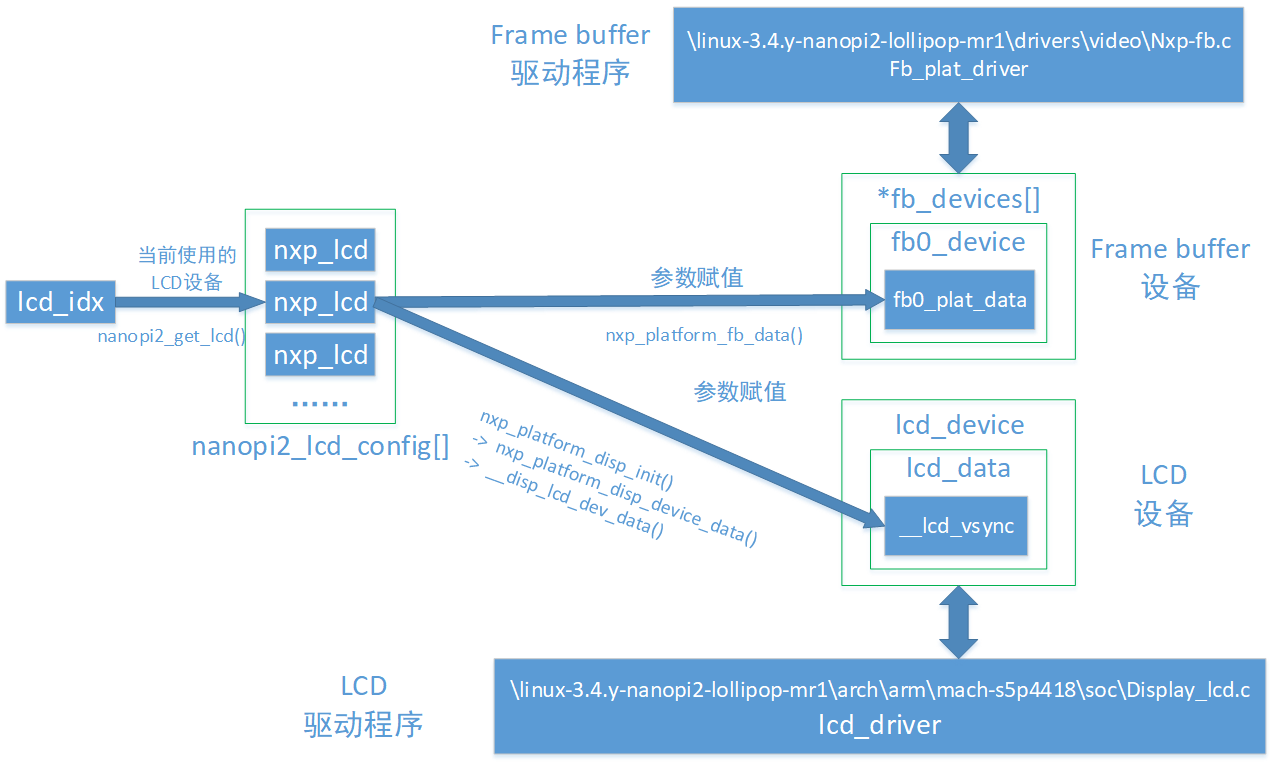 Frame buffer
驱动程序
\linux-3.4.y-nanopi2-lollipop-mr1\drivers\video\Nxp-fb.c
Fb_plat_driver
*fb_devices[]
fb0_device
fb0_plat_data
Frame buffer
设备
lcd_idx
当前使用的
LCD设备
nanopi2_get_lcd()
nxp_lcd
nxp_lcd
nxp_lcd
......
nanopi2_lcd_config[]
参数赋值
nxp_platform_fb_data()
参数赋值
nxp_platform_disp_init()
-> nxp_platform_disp_device_data()
-> __disp_lcd_dev_data()
lcd_device
lcd_data
__lcd_vsync
LCD
设备
LCD
驱动程序
\linux-3.4.y-nanopi2-lollipop-mr1\arch\arm\mach-s5p4418\soc\Display_lcd.c
lcd_driver